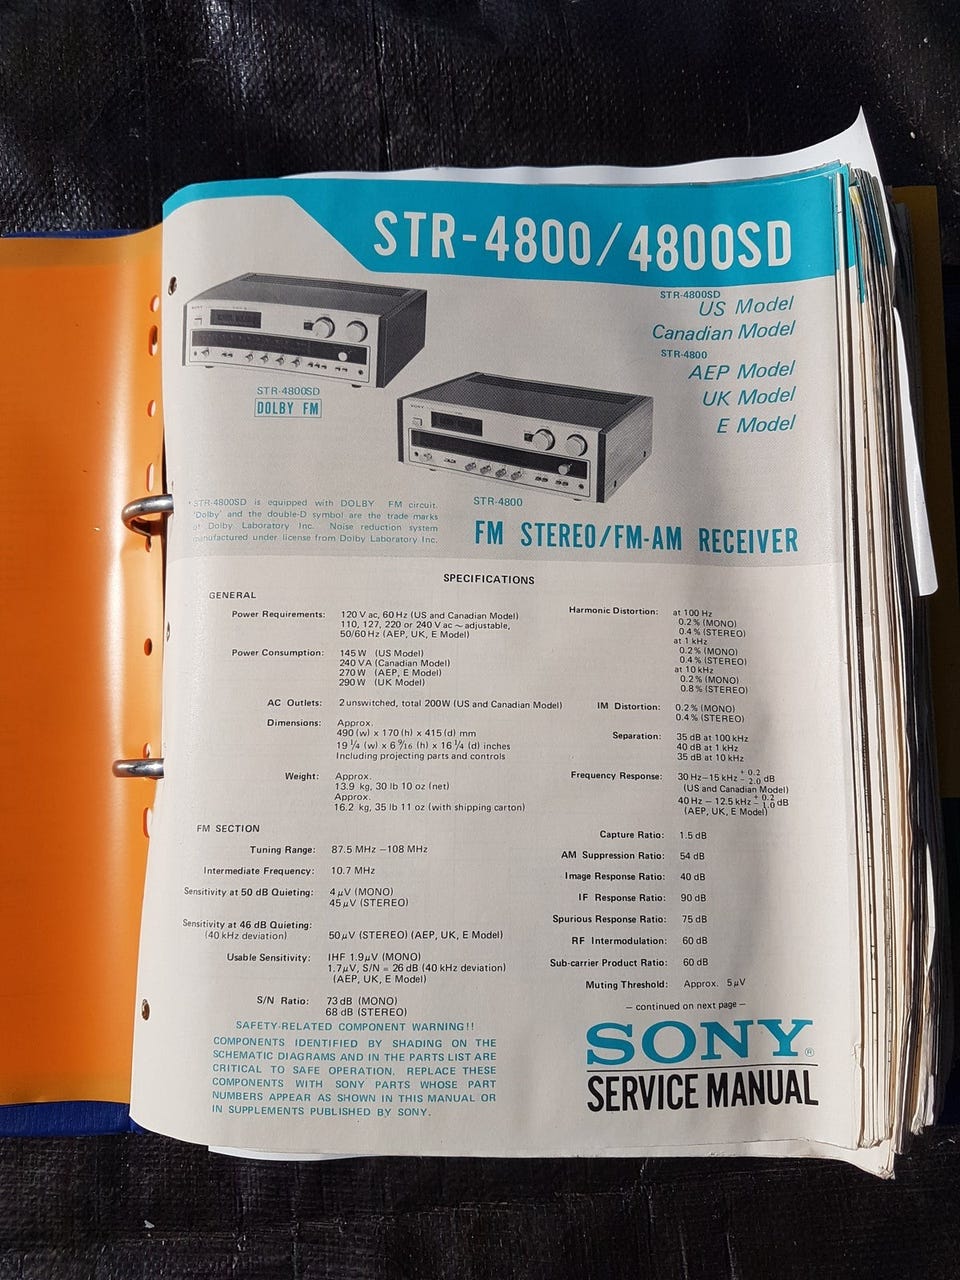 STR-4800/4800SD
STR-4800SD
US Model
Canadian Model
STR-4800
AEP Model
UK Model
E Model
SONY
STR-4800SD
DOLBY FM
SONY
STR-4800
*STR-4800SD is equipped with DOLBY FM circuit.
'Dolby' and the double-D symbol are the trade marks
of Dolby Laboratory Inc. Noise reduction system
manufactured under license from Dolby Laboratory Inc.
FM STEREO/FM-AM RECEIVER
SPECIFICATIONS
GENERAL
Power Requirements: 120 V ac, 60 Hz (US and Canadian Model)
110, 127, 220 or 240 V ac ~ adjustable,
50/60 Hz (AEP, UK, E Model)
Power Consumption: 145 W (US Model)
240 VA (Canadian Model)
270 W (AEP, E Model)
290 W (UK Model)
AC Outlets: 2 unswitched, total 200W (US and Canadian Model)
Dimensions: Approx.
490 (w) x 170 (h) x 415 (d) mm
19 1/4 (w) x 6 9/16 (h) x 16 1/4 (d) inches
Including projecting parts and controls
Weight: Approx.
13.9 kg, 30 lb 10 oz (net)
Approx.
16.2 kg, 35 lb 11 oz (with shipping carton)
FM SECTION
Tuning Range: 87.5 MHz –108 MHz
Intermediate Frequency: 10.7 MHz
Sensitivity at 50 dB Quieting: 4 μV (MONO)
45 μV (STEREO)
Sensitivity at 46 dB Quieting:
(40 kHz deviation) 50 μV (STEREO) (AEP, UK, E Model)
Usable Sensitivity: IHF 1.9 μV (MONO)
1.7 μV, S/N = 26 dB (40 kHz deviation)
(AEP, UK, E Model)
S/N Ratio: 73 dB (MONO)
68 dB (STEREO)
Harmonic Distortion: at 100 Hz
0.2 % (MONO)
0.4 % (STEREO)
at 1 kHz
0.2 % (MONO)
0.4 % (STEREO)
at 10 kHz
0.2 % (MONO)
0.8 % (STEREO)
IM Distortion: 0.2 % (MONO)
0.4 % (STEREO)
Separation: 35 dB at 100 kHz
40 dB at 1 kHz
35 dB at 10 kHz
Frequency Response: 30 Hz–15 kHz + 0.2 – 2.0 dB
(US and Canadian Model)
40 Hz – 12.5 kHz + 0.2 – 1.0 dB
(AEP, UK, E Model)
Capture Ratio: 1.5 dB
AM Suppression Ratio: 54 dB
Image Response Ratio: 40 dB
IF Response Ratio: 90 dB
Spurious Response Ratio: 75 dB
RF Intermodulation: 60 dB
Sub-carrier Product Ratio: 60 dB
Muting Threshold: Approx. 5 μV
– continued on next page –
SAFETY-RELATED COMPONENT WARNING!!
COMPONENTS IDENTIFIED BY SHADING ON THE
SCHEMATIC DIAGRAMS AND IN THE PARTS LIST ARE
CRITICAL TO SAFE OPERATION. REPLACE THESE
COMPONENTS WITH SONY PARTS WHOSE PART
NUMBERS APPEAR AS SHOWN IN THIS MANUAL OR
IN SUPPLEMENTS PUBLISHED BY SONY.
SONY®
SERVICE MANUAL